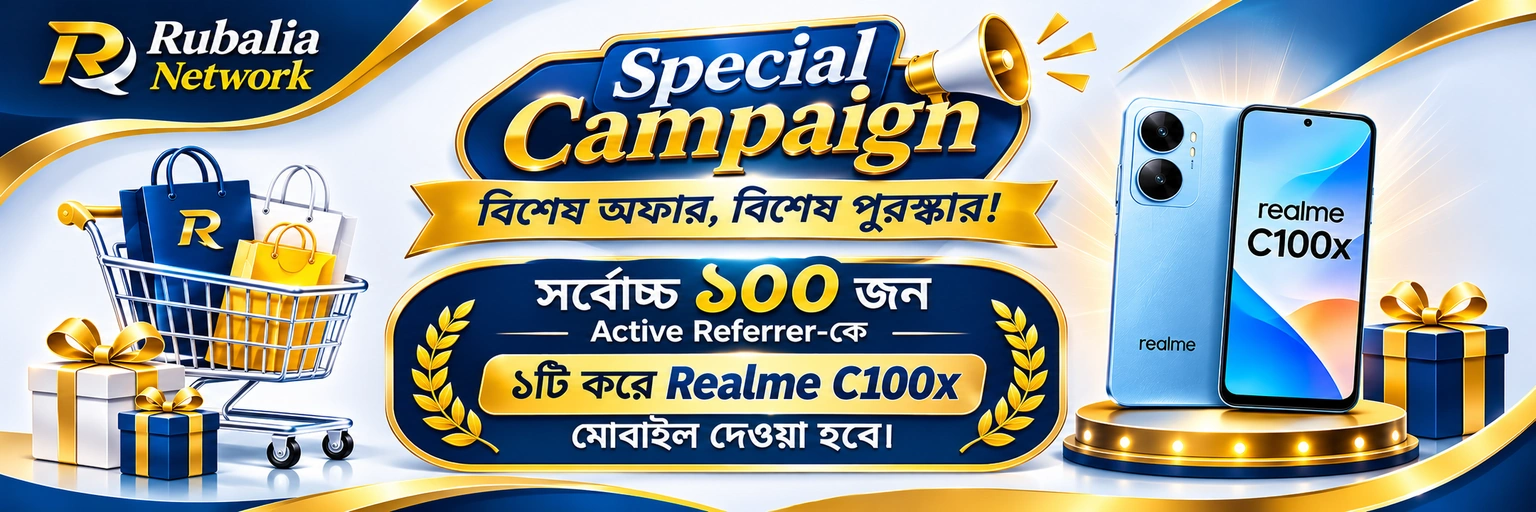 Rubalia
Network
Special
Campaign
বিশেষ অফার, বিশেষ পুরস্কার!
সর্বোচ্চ ১০০ জন
Active Referrer-কে
১টি করে Realme C100x
মোবাইল দেওয়া হবে।
R
realme
realme
C100x